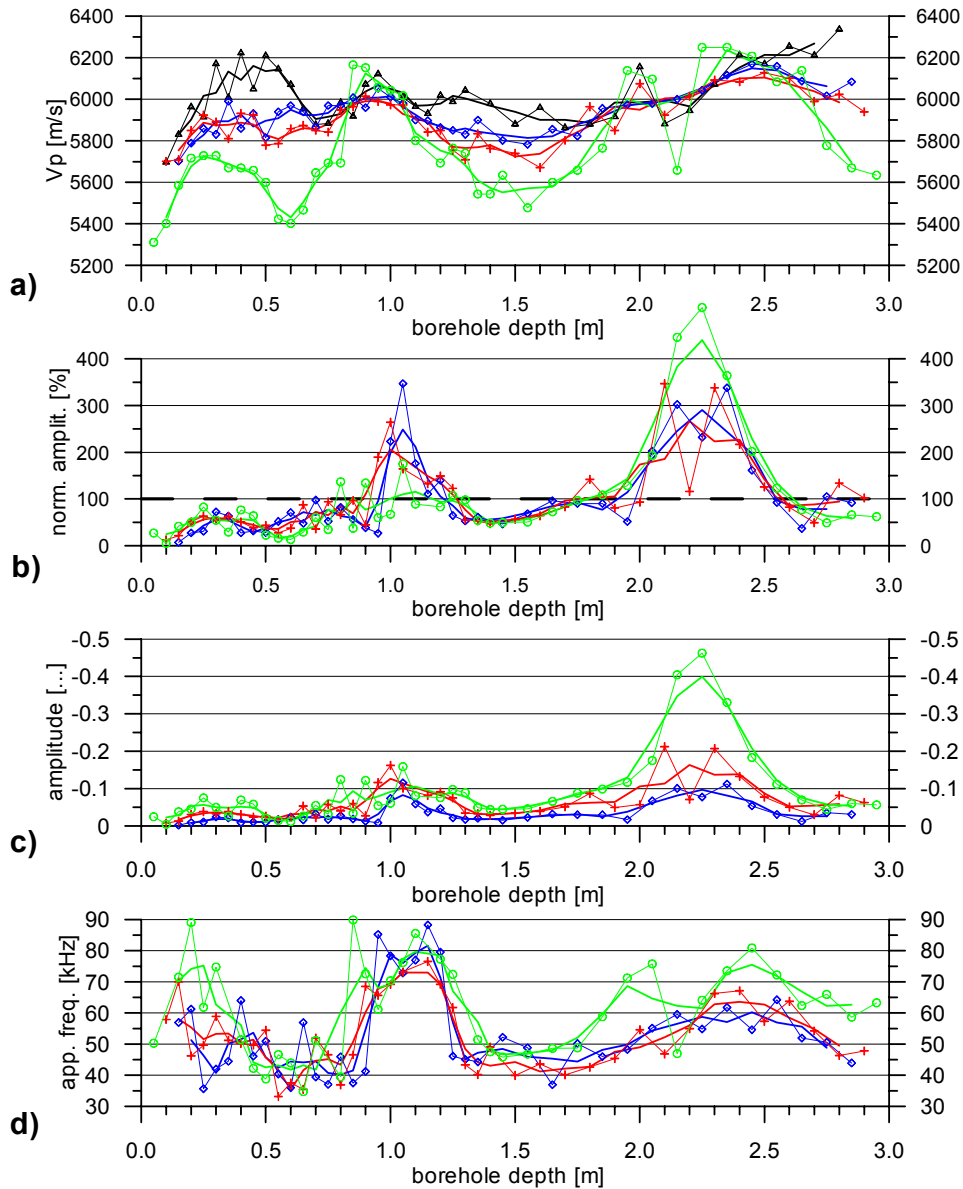 6400 6400
6200 6200
6000 6000
5800 5800
5600 5600
5400 5400
5200 5200
Vp [m/s]
a)
0.0 0.5 1.0 1.5 2.0 2.5 3.0
borehole depth [m]
400 400
300 300
200 200
100 100
0 0
norm. amplit. [%]
b)
0.0 0.5 1.0 1.5 2.0 2.5 3.0
borehole depth [m]
-0.5 -0.5
-0.4 -0.4
-0.3 -0.3
-0.2 -0.2
-0.1 -0.1
0 0
amplitude [...]
c)
0.0 0.5 1.0 1.5 2.0 2.5 3.0
borehole depth [m]
90 90
80 80
70 70
60 60
50 50
40 40
30 30
app. freq. [kHz]
d)
0.0 0.5 1.0 1.5 2.0 2.5 3.0
borehole depth [m]